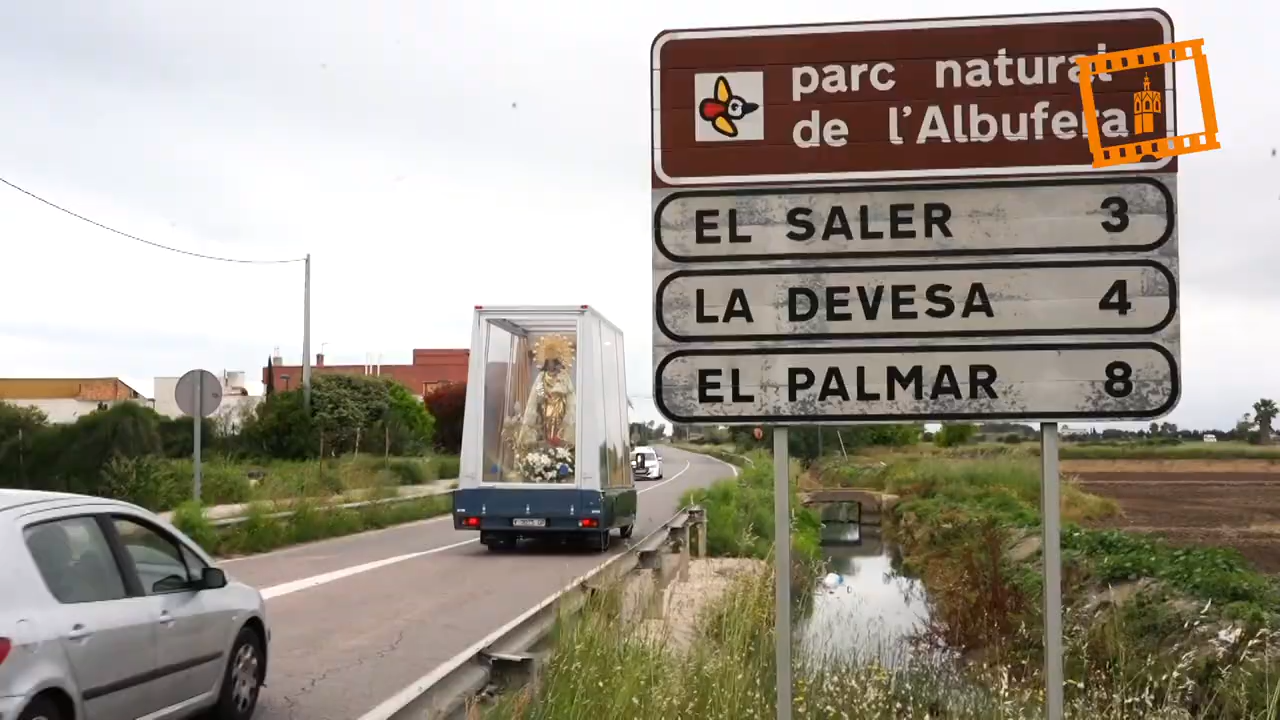 parc natural
de l'Albufera
EL SALER 3
LA DEVESA 4
EL PALMAR 8